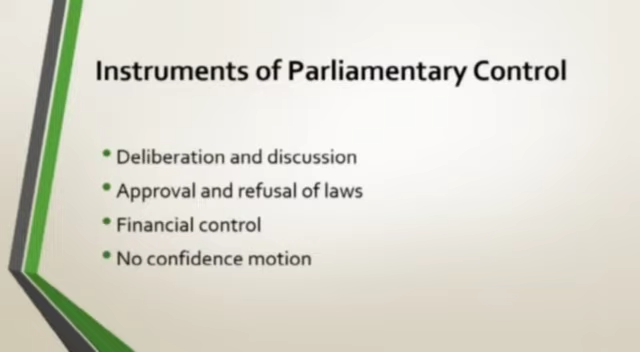 Instruments of Parliamentary Control
• Deliberation and discussion
• Approval and refusal of laws
• Financial control
• No confidence motion